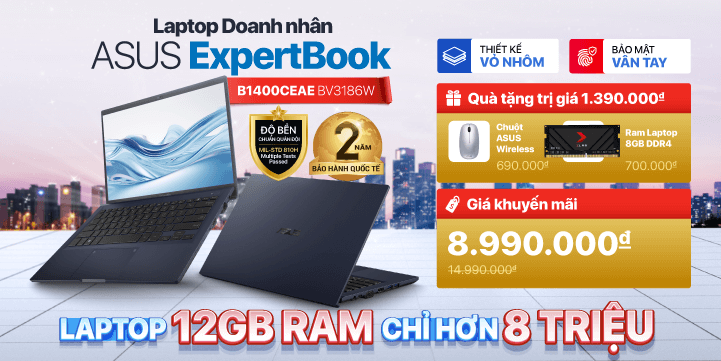 Laptop Doanh nhân
ASUS ExpertBook
B1400CEAE BV3186W
ĐỘ BỀN
CHUẨN QUÂN ĐỘI
MIL-STD 810H
Multiple Tests
Passed
2
NĂM
BẢO HÀNH QUỐC TẾ
THIẾT KẾ
VỎ NHÔM
BẢO MẬT
VÂN TAY
Quà tặng trị giá 1.390.000đ
Chuột
ASUS
Wireless
690.000đ
Ram Laptop
8GB DDR4
700.000đ
Giá khuyến mãi
8.990.000đ
14.990.000đ
LAPTOP 12GB RAM CHỈ HƠN 8 TRIỆU